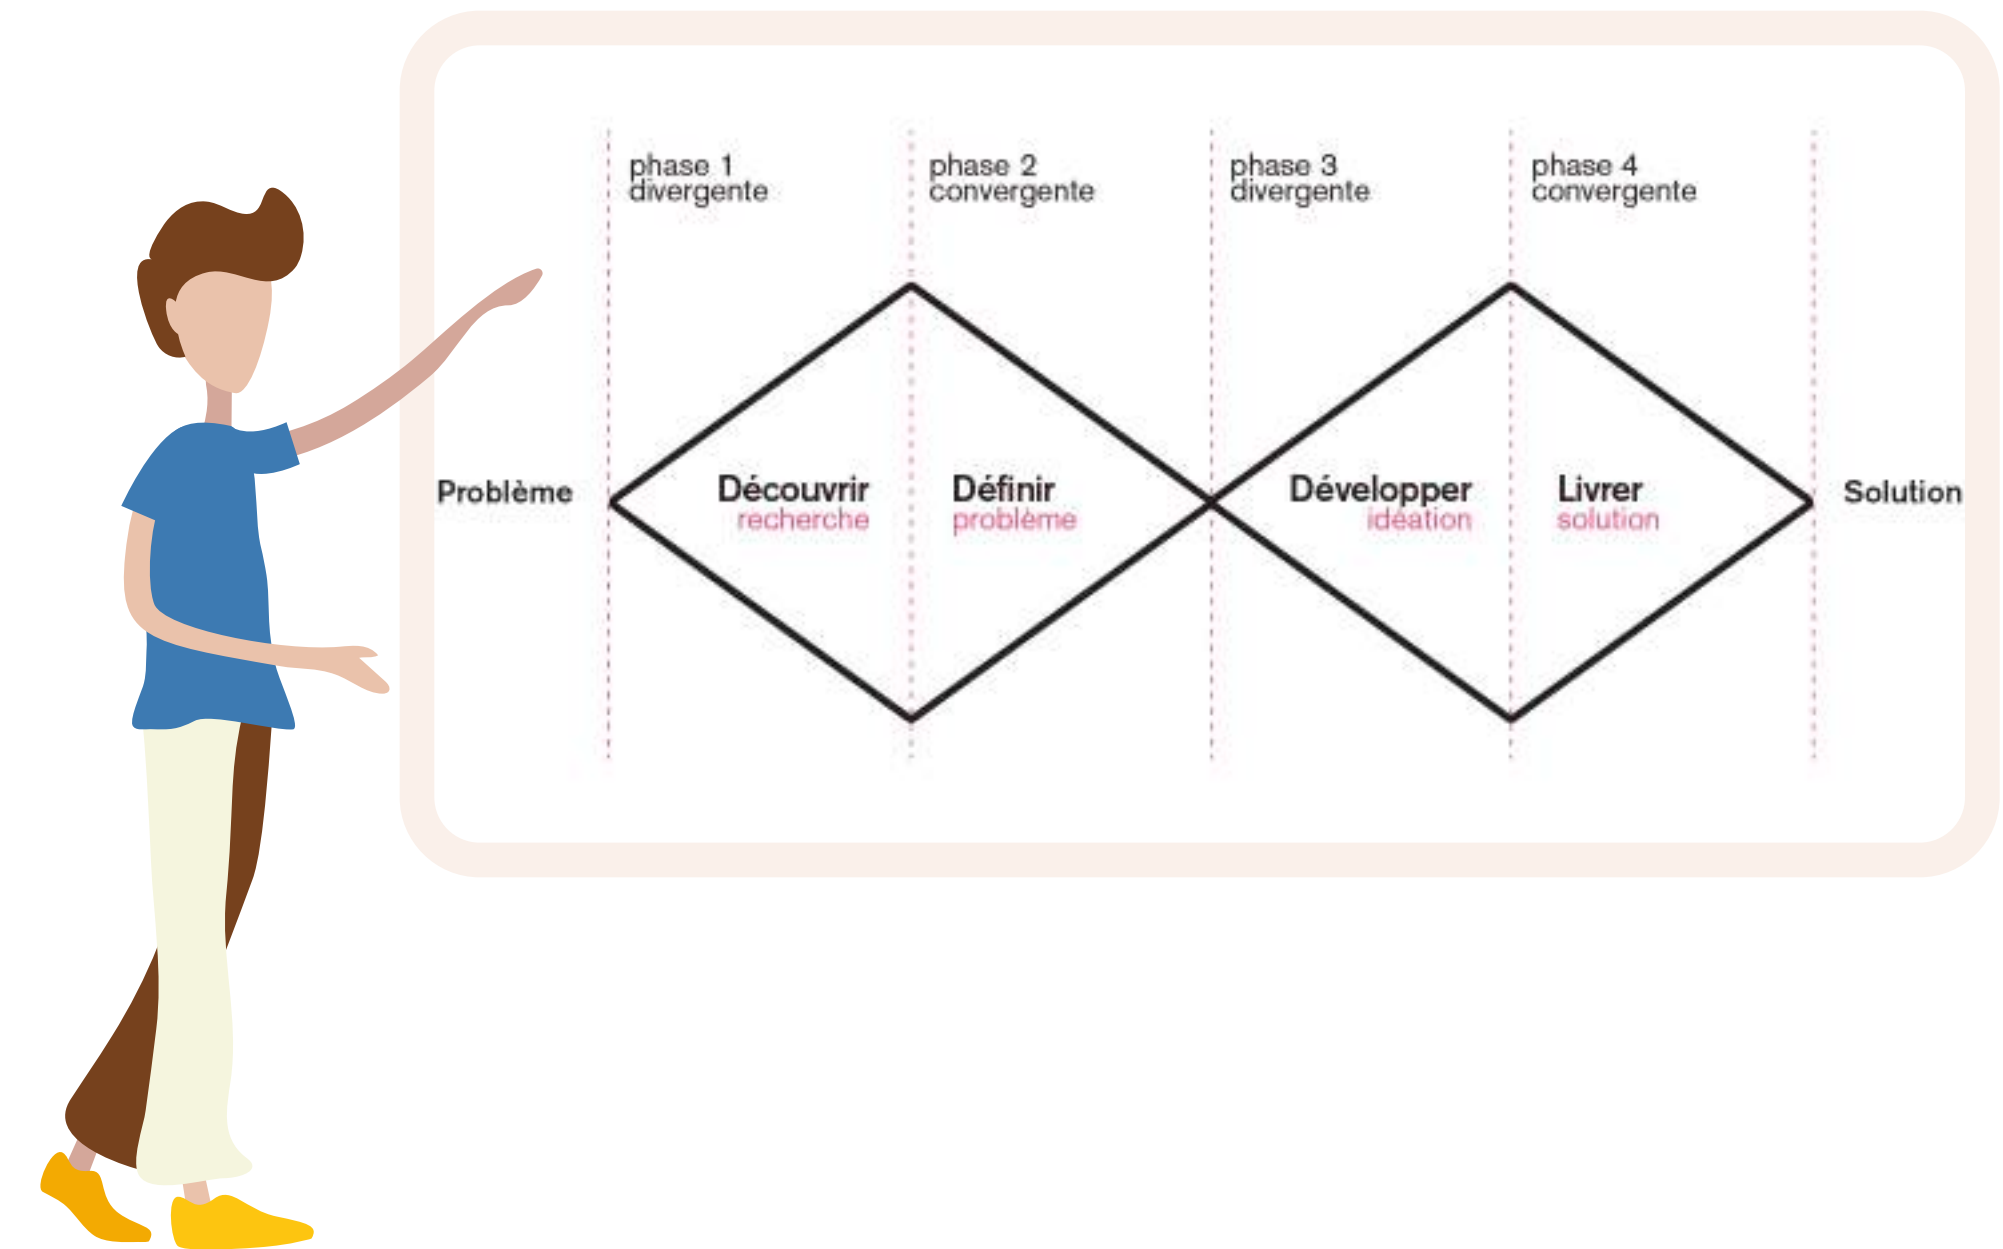 phase 1
divergente
phase 2
convergente
phase 3
divergente
phase 4
convergente
Problème
Découvrir
recherche
Définir
problème
Développer
idéation
Livrer
solution
Solution